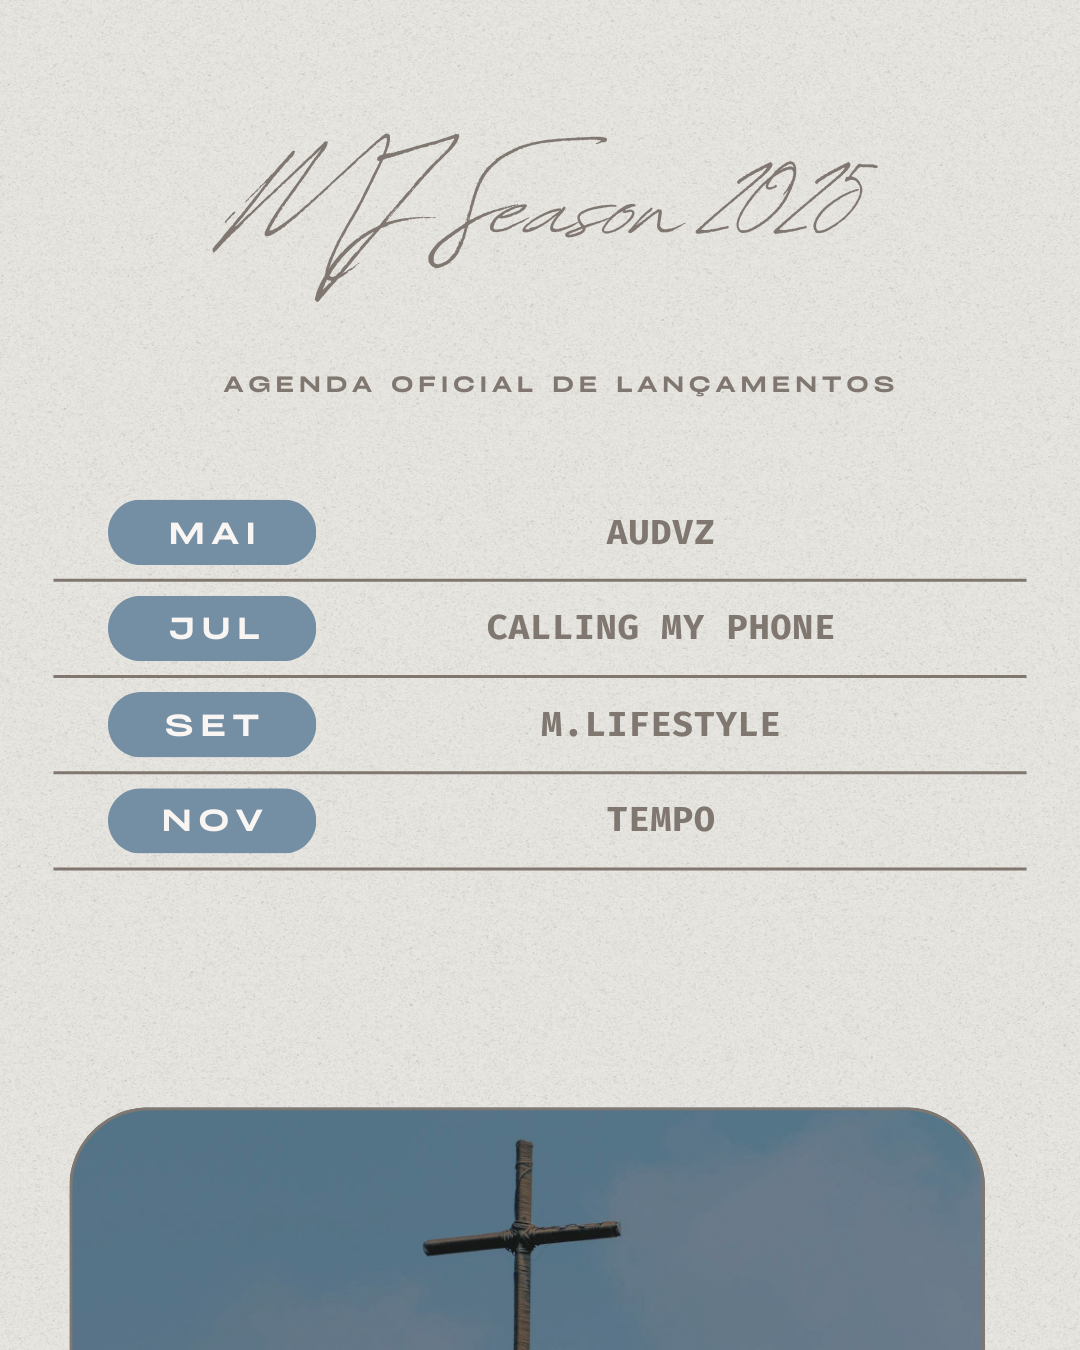 MJ Season 2025
AGENDA OFICIAL DE LANÇAMENTOS
MAI AUDVZ
JUL CALLING MY PHONE
SET M.LIFESTYLE
NOV TEMPO